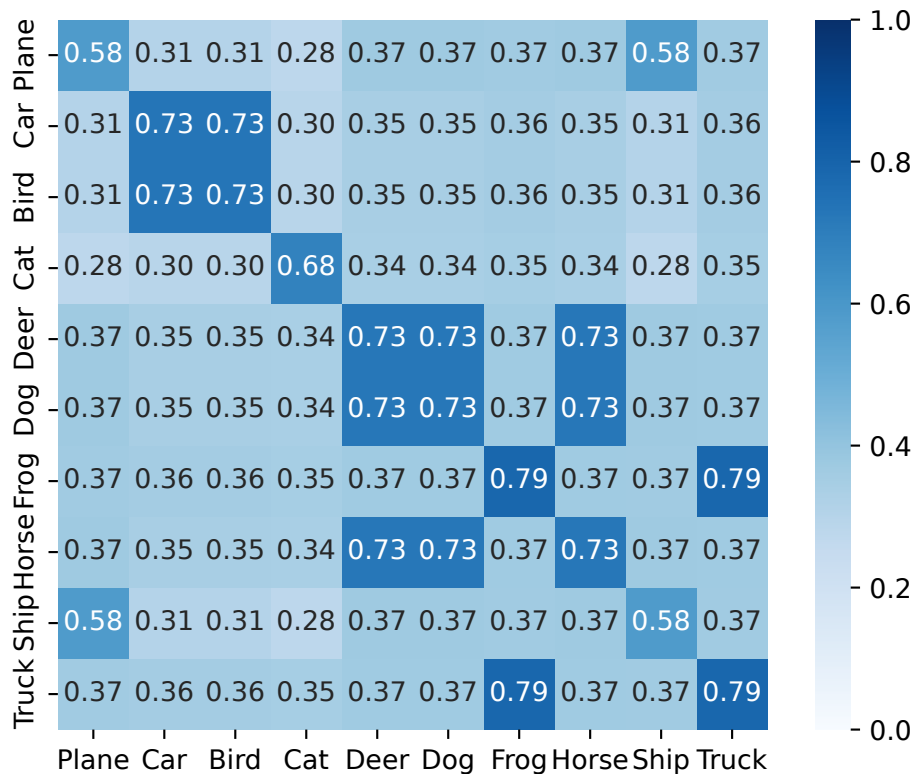 Plane 0.58 0.31 0.31 0.28 0.37 0.37 0.37 0.37 0.58 0.37
Car 0.31 0.73 0.73 0.30 0.35 0.35 0.36 0.35 0.31 0.36
Bird 0.31 0.73 0.73 0.30 0.35 0.35 0.36 0.35 0.31 0.36
Cat 0.28 0.30 0.30 0.68 0.34 0.34 0.35 0.34 0.28 0.35
Deer 0.37 0.35 0.35 0.34 0.73 0.73 0.37 0.73 0.37 0.37
Dog 0.37 0.35 0.35 0.34 0.73 0.73 0.37 0.73 0.37 0.37
Frog 0.37 0.36 0.36 0.35 0.37 0.37 0.79 0.37 0.37 0.79
Horse 0.37 0.35 0.35 0.34 0.73 0.73 0.37 0.73 0.37 0.37
Ship 0.58 0.31 0.31 0.28 0.37 0.37 0.37 0.37 0.58 0.37
Truck 0.37 0.36 0.36 0.35 0.37 0.37 0.79 0.37 0.37 0.79
Plane Car Bird Cat Deer Dog Frog Horse Ship Truck
1.0
0.8
0.6
0.4
0.2
0.0